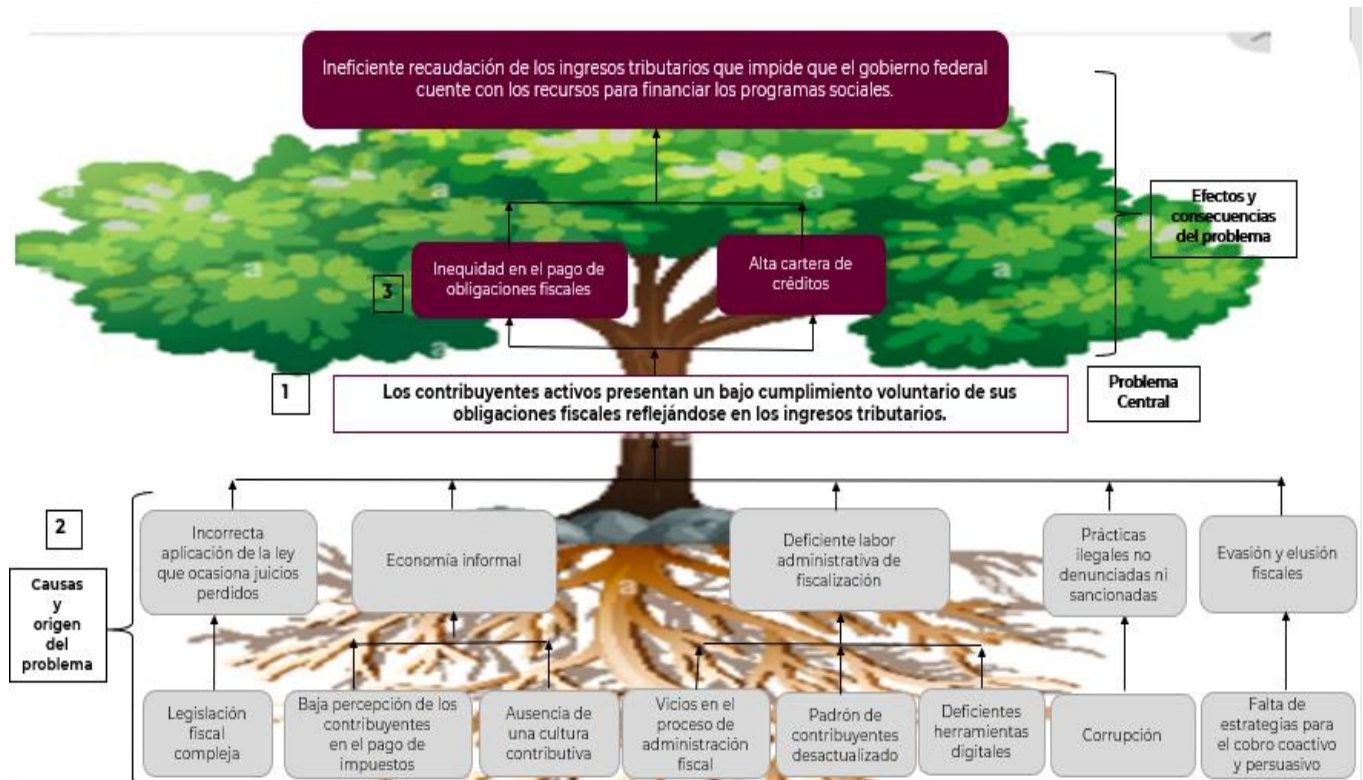 Ineficiente recaudación de los ingresos tributarios que impide que el gobierno federal
cuente con los recursos para financiar los programas sociales.
Efectos y
consecuencias
del problema
3
Inequidad en el pago de
obligaciones fiscales
Alta cartera de
créditos
1
Los contribuyentes activos presentan un bajo cumplimiento voluntario de sus
obligaciones fiscales reflejándose en los ingresos tributarios.
Problema
Central
2
Causas
y
origen
del
problema
Incorrecta
aplicación de la ley
que ocasiona juicios
perdidos
Economía informal
Deficiente labor
administrativa de
fiscalización
Prácticas
ilegales no
denunciadas ni
sancionadas
Evasión y elusión
fiscales
Legislación
fiscal
compleja
Baja percepción de los
contribuyentes
en el pago de
impuestos
Ausencia de
una cultura
contributiva
Vicios en el
proceso de
administración
fiscal
Padrón de
contribuyentes
desactualizado
Deficientes
herramientas
digitales
Corrupción
Falta de
estrategias para
el cobro coactivo
y persuasivo